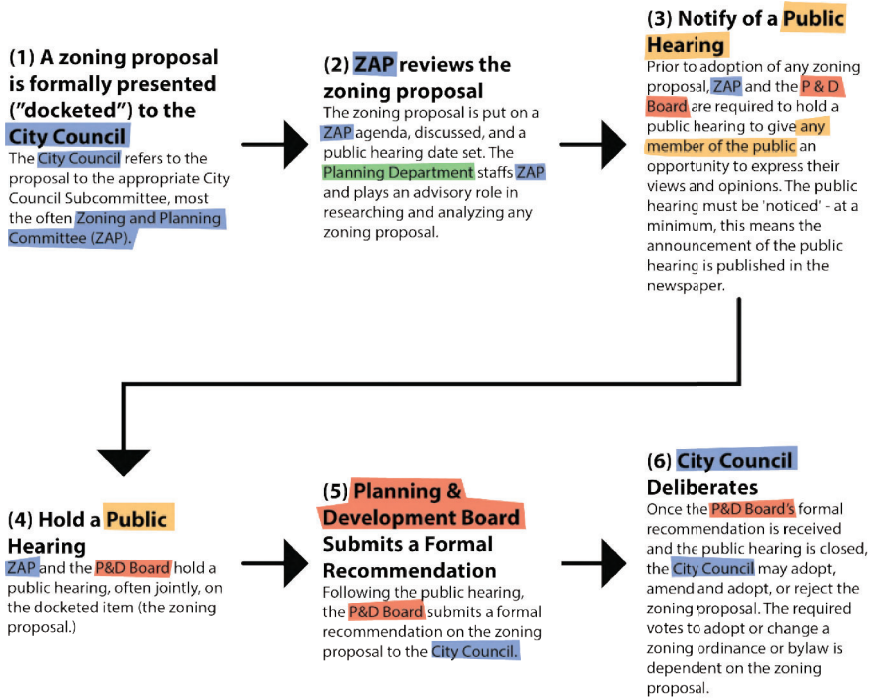 (1) A zoning proposal
is formally presented
("docketed") to the
City Council
The City Council refers to the
proposal to the appropriate City
Council Subcommittee, most
the often Zoning and Planning
Committee (ZAP).
(2) ZAP reviews the
zoning proposal
The zoning proposal is put on a
ZAP agenda, discussed, and a
public hearing date set. The
Planning Department staffs ZAP
and plays an advisory role in
researching and analyzing any
zoning proposal.
(3) Notify of a Public
Hearing
Prior to adoption of any zoning
proposal, ZAP and the P & D
Board are required to hold a
public hearing to give any
member of the public an
opportunity to express their
views and opinions. The public
hearing must be 'noticed' - at a
minimum, this means the
announcement of the public
hearing is published in the
newspaper.
(4) Hold a Public
Hearing
ZAP and the P&D Board hold a
public hearing, often jointly, on
the docketed item (the zoning
proposal.)
(5) Planning &
Development Board
Submits a Formal
Recommendation
Following the public hearing,
the P&D Board submits a formal
recommendation on the zoning
proposal to the City Council.
(6) City Council
Deliberates
Once the P&D Board's formal
recommendation is received
and the public hearing is closed,
the City Council may adopt,
amend and adopt, or reject the
zoning proposal. The required
votes to adopt or change a
zoning ordinance or bylaw is
dependent on the zoning
proposal.